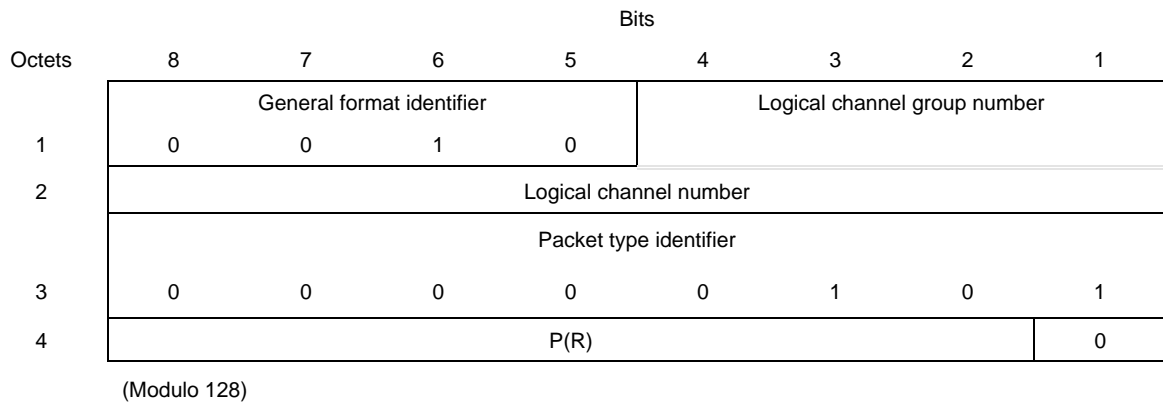 Bits
Octets 8 7 6 5 4 3 2 1
General format identifier Logical channel group number
1 0 0 1 0
2 Logical channel number
Packet type identifier
3 0 0 0 0 0 1 0 1
4 P(R) 0
(Modulo 128)